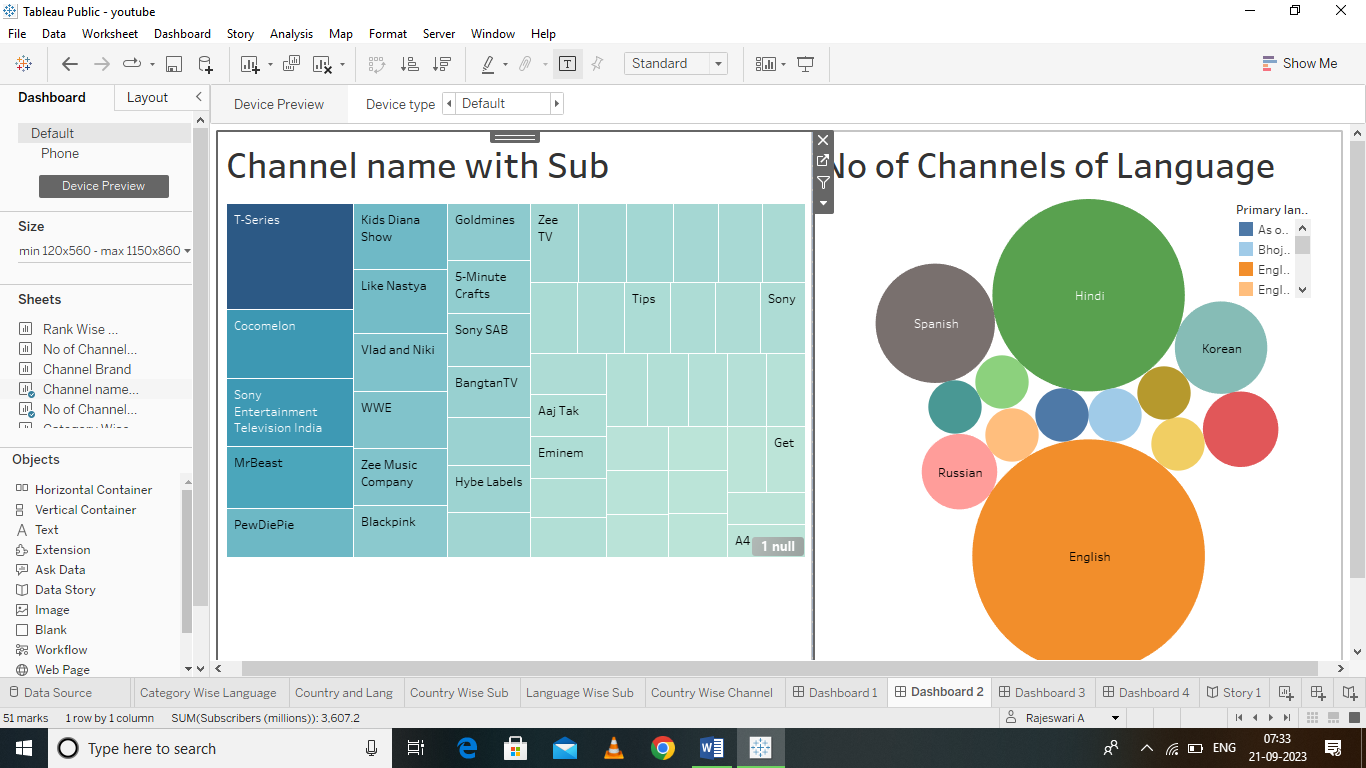 Tableau Public - youtube
File Data Worksheet Dashboard Story Analysis Map Format Server Window Help
Standard
Show Me
Dashboard Layout
Default
Phone
Device Preview
Size
min 120x560 - max 1150x860
Sheets
Rank Wise ...
No of Channel...
Channel Brand
Channel name...
No of Channel...
Objects
Horizontal Container
Vertical Container
Text
Extension
Ask Data
Data Story
Image
Blank
Workflow
Web Page
Device Preview Device type Default
Channel name with Sub
T-Series
Cocomelon
Sony
Entertainment
Television India
MrBeast
PewDiePie
Kids Diana
Show
Like Nastya
Vlad and Niki
WWE
Zee Music
Company
Blackpink
Goldmines
5-Minute
Crafts
Sony SAB
BangtanTV
Hybe Labels
Zee
TV
Tips
Sony
Aaj Tak
Eminem
Get
A4
1 null
No of Channels of Language
Primary lan..
As o..
Bhoj..
Engl..
Engl..
Hindi
Spanish
Korean
Russian
English
Data Source Category Wise Language Country and Lang Country Wise Sub Language Wise Sub Country Wise Channel Dashboard 1 Dashboard 2 Dashboard 3 Dashboard 4 Story 1
51 marks 1 row by 1 column SUM(Subscribers (millions)): 3,607.2 Rajeswari A
Type here to search
ENG
07:33
21-09-2023